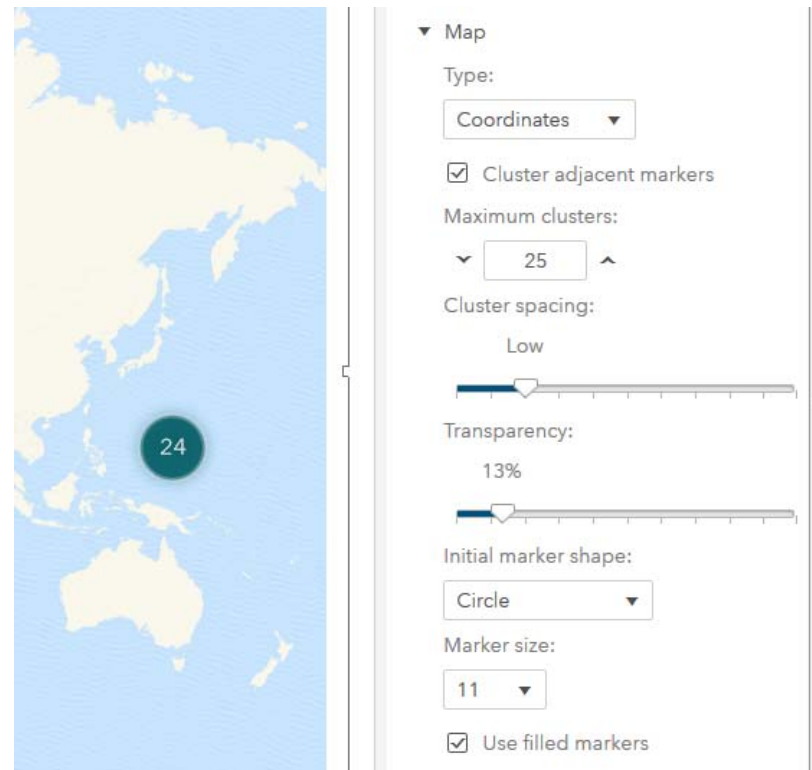 24
Map
Type:
Coordinates
Cluster adjacent markers
Maximum clusters:
25
Cluster spacing:
Low
Transparency:
13%
Initial marker shape:
Circle
Marker size:
11
Use filled markers